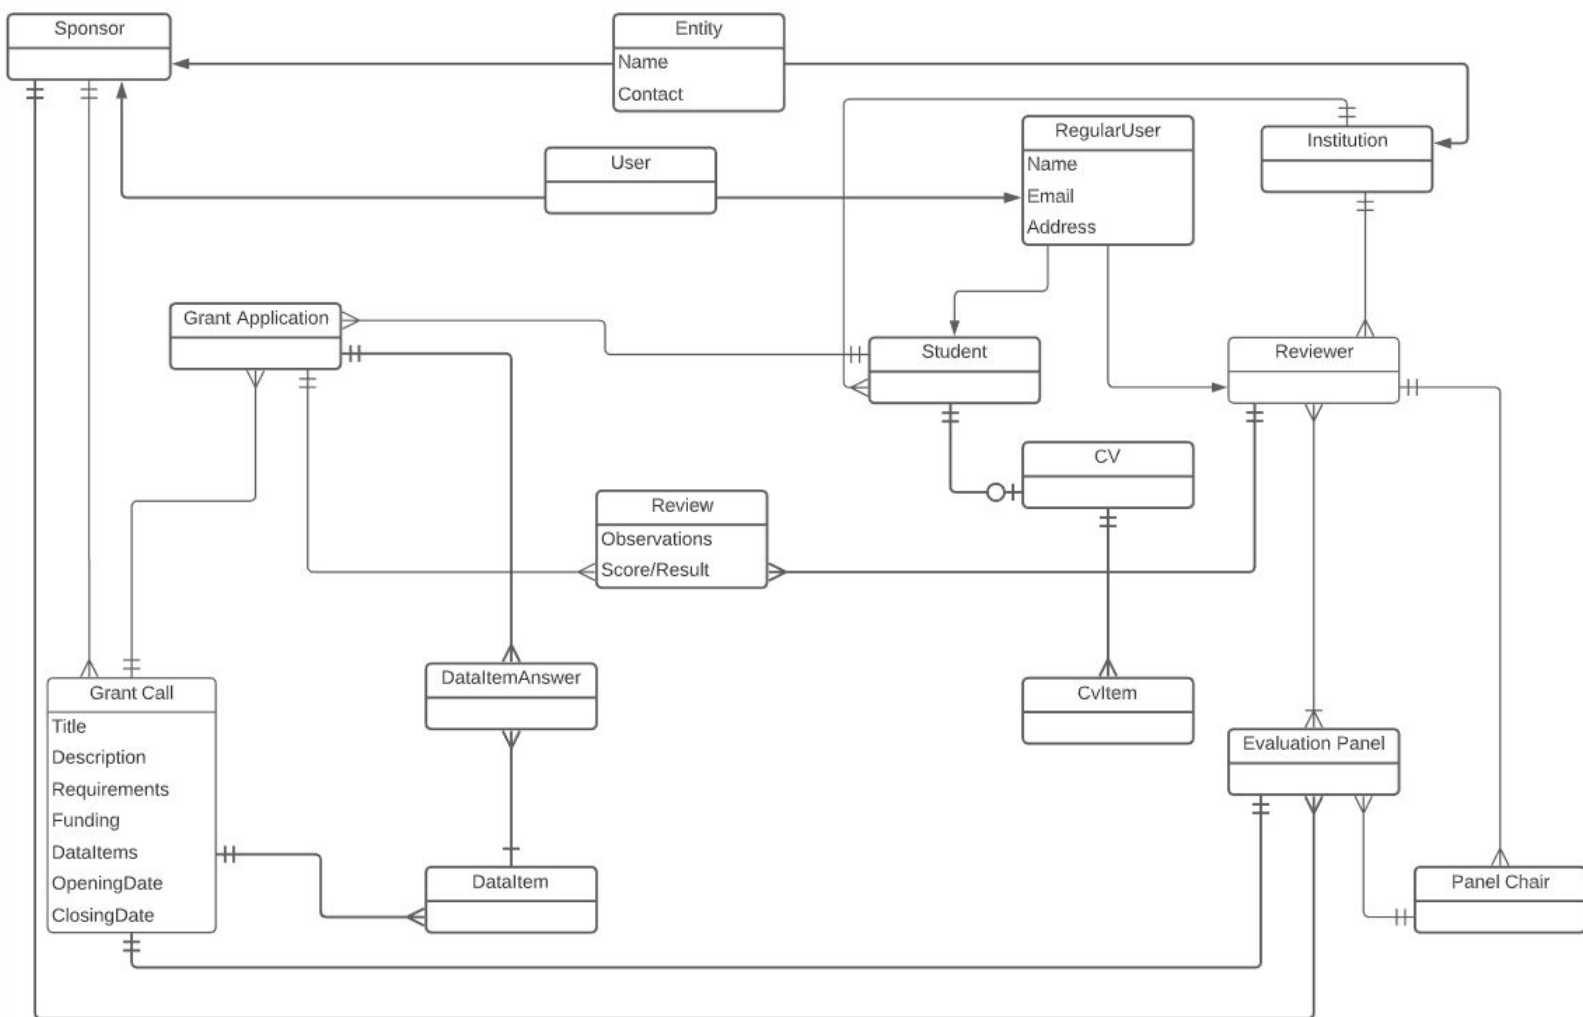 Sponsor
Entity
Name
Contact
RegularUser
Name
Email
Address
Institution
User
Grant Application
Student
Reviewer
CV
Review
Observations
Score/Result
DataItemAnswer
Grant Call
Title
Description
Requirements
Funding
DataItems
OpeningDate
ClosingDate
CvItem
Evaluation Panel
DataItem
Panel Chair